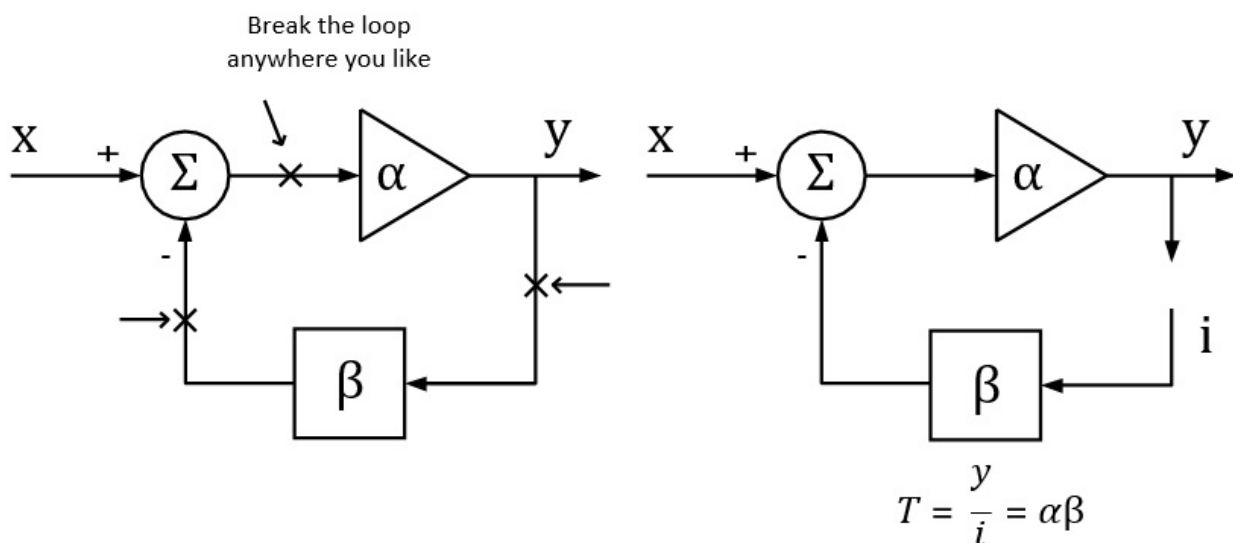 Break the loop
anywhere you like
x
+
Σ
α
y
-
β
x
+
Σ
α
y
-
i
β
T = y/i = αβ